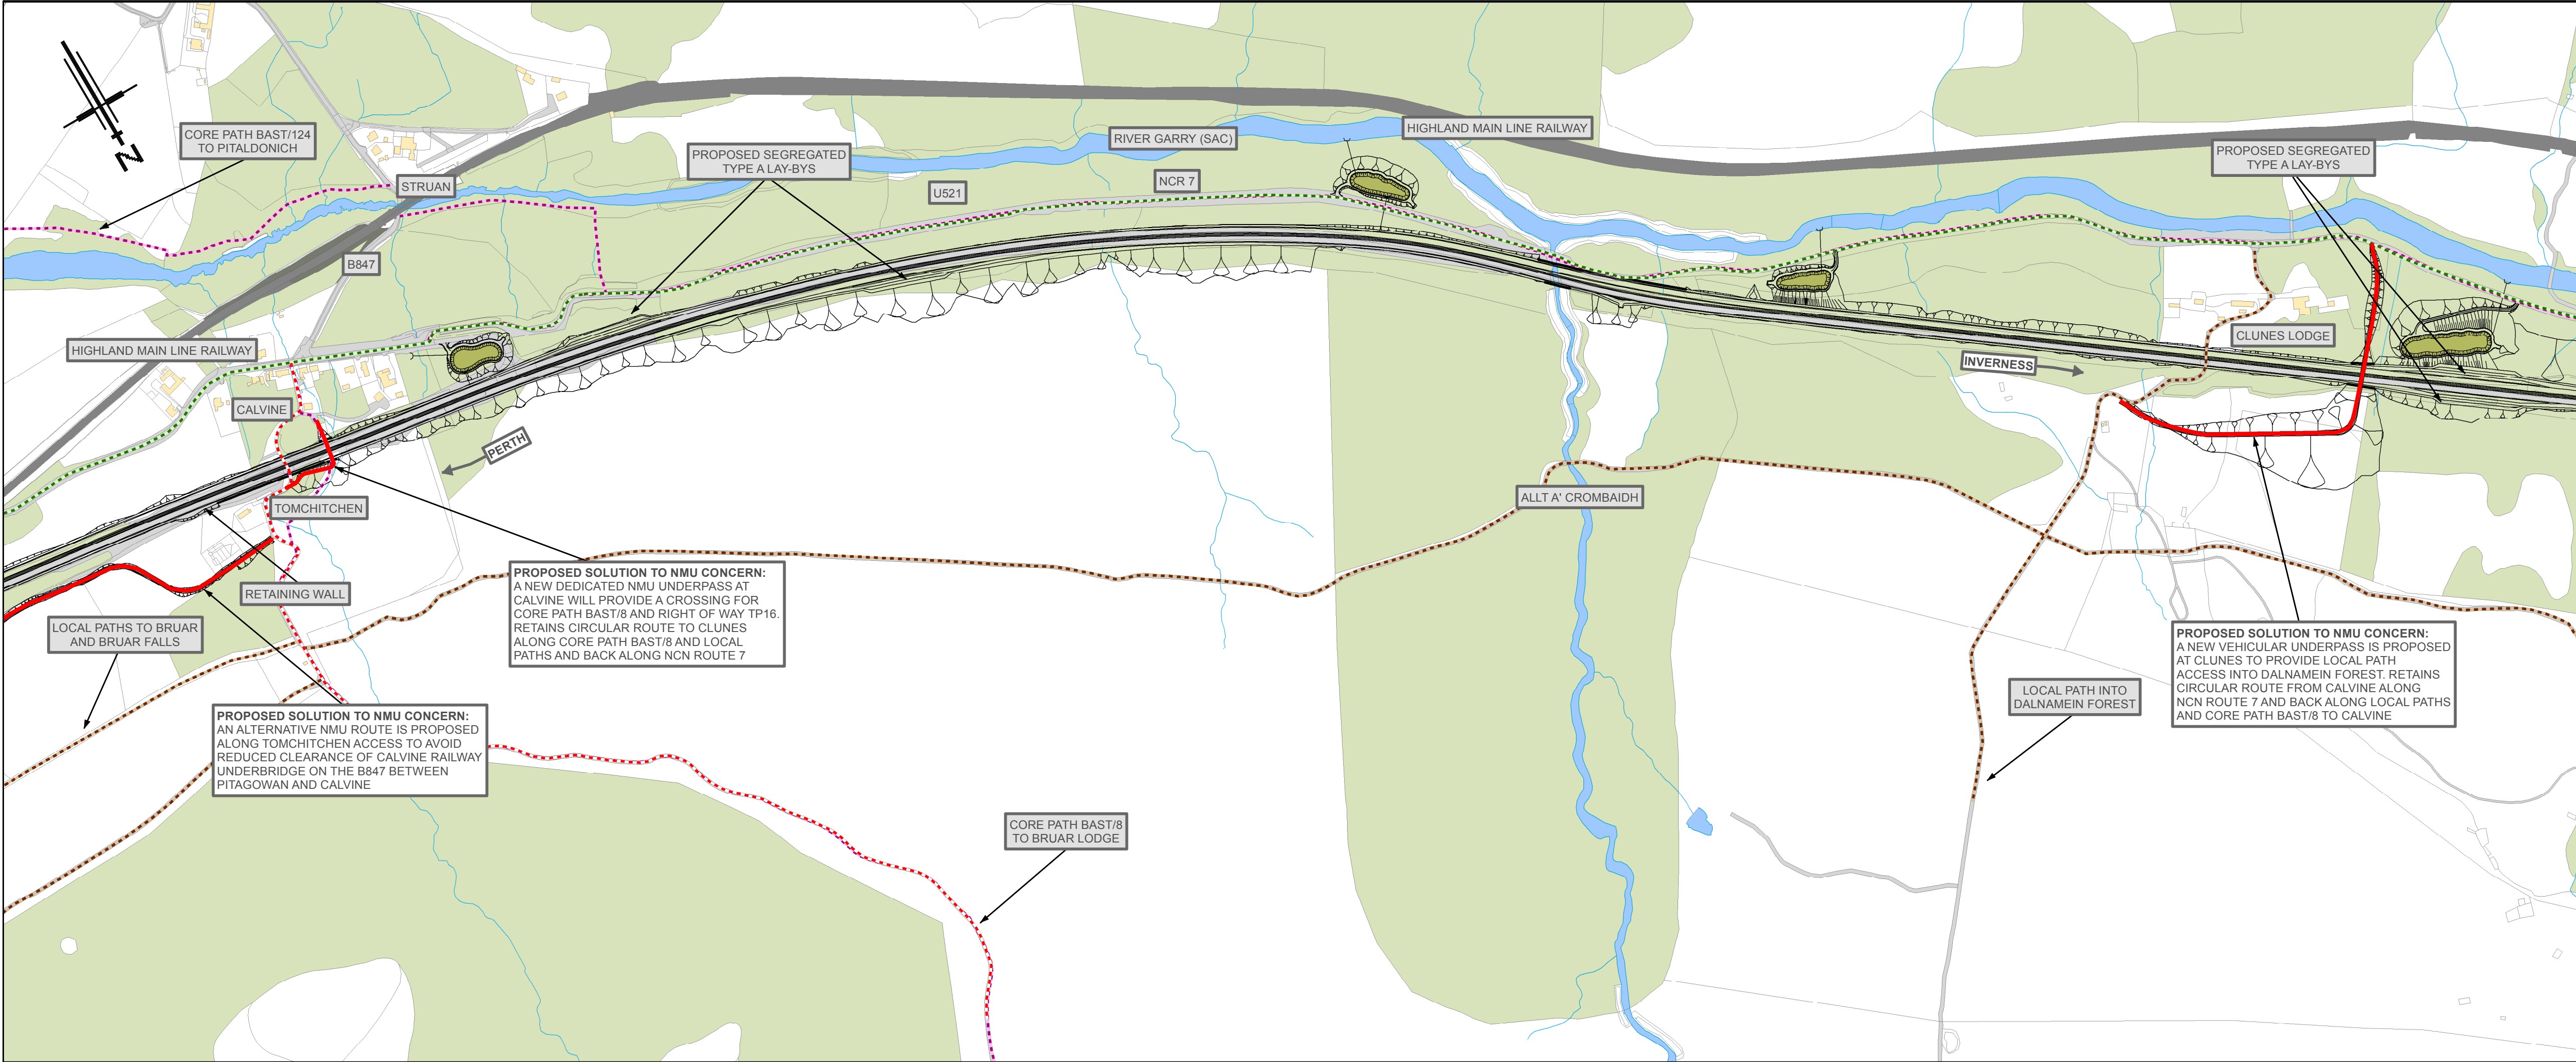 N
CORE PATH BAST/124
TO PITALDONICH
STRUAN
B847
HIGHLAND MAIN LINE RAILWAY
CALVINE
TOMCHITCHEN
RETAINING WALL
LOCAL PATHS TO BRUAR
AND BRUAR FALLS
PERTH
PROPOSED SEGREGATED
TYPE A LAY-BYS
U521
RIVER GARRY (SAC)
NCR 7
HIGHLAND MAIN LINE RAILWAY
PROPOSED SEGREGATED
TYPE A LAY-BYS
CLUNES LODGE
INVERNESS
ALLT A' CROMBAIDH
PROPOSED SOLUTION TO NMU CONCERN:
A NEW DEDICATED NMU UNDERPASS AT
CALVINE WILL PROVIDE A CROSSING FOR
CORE PATH BAST/8 AND RIGHT OF WAY TP16.
RETAINS CIRCULAR ROUTE TO CLUNES
ALONG CORE PATH BAST/8 AND LOCAL
PATHS AND BACK ALONG NCN ROUTE 7
PROPOSED SOLUTION TO NMU CONCERN:
AN ALTERNATIVE NMU ROUTE IS PROPOSED
ALONG TOMCHITCHEN ACCESS TO AVOID
REDUCED CLEARANCE OF CALVINE RAILWAY
UNDERBRIDGE ON THE B847 BETWEEN
PITAGOWAN AND CALVINE
CORE PATH BAST/8
TO BRUAR LODGE
LOCAL PATH INTO
DALNAMEIN FOREST
PROPOSED SOLUTION TO NMU CONCERN:
A NEW VEHICULAR UNDERPASS IS PROPOSED
AT CLUNES TO PROVIDE LOCAL PATH
ACCESS INTO DALNAMEIN FOREST. RETAINS
CIRCULAR ROUTE FROM CALVINE ALONG
NCN ROUTE 7 AND BACK ALONG LOCAL PATHS
AND CORE PATH BAST/8 TO CALVINE